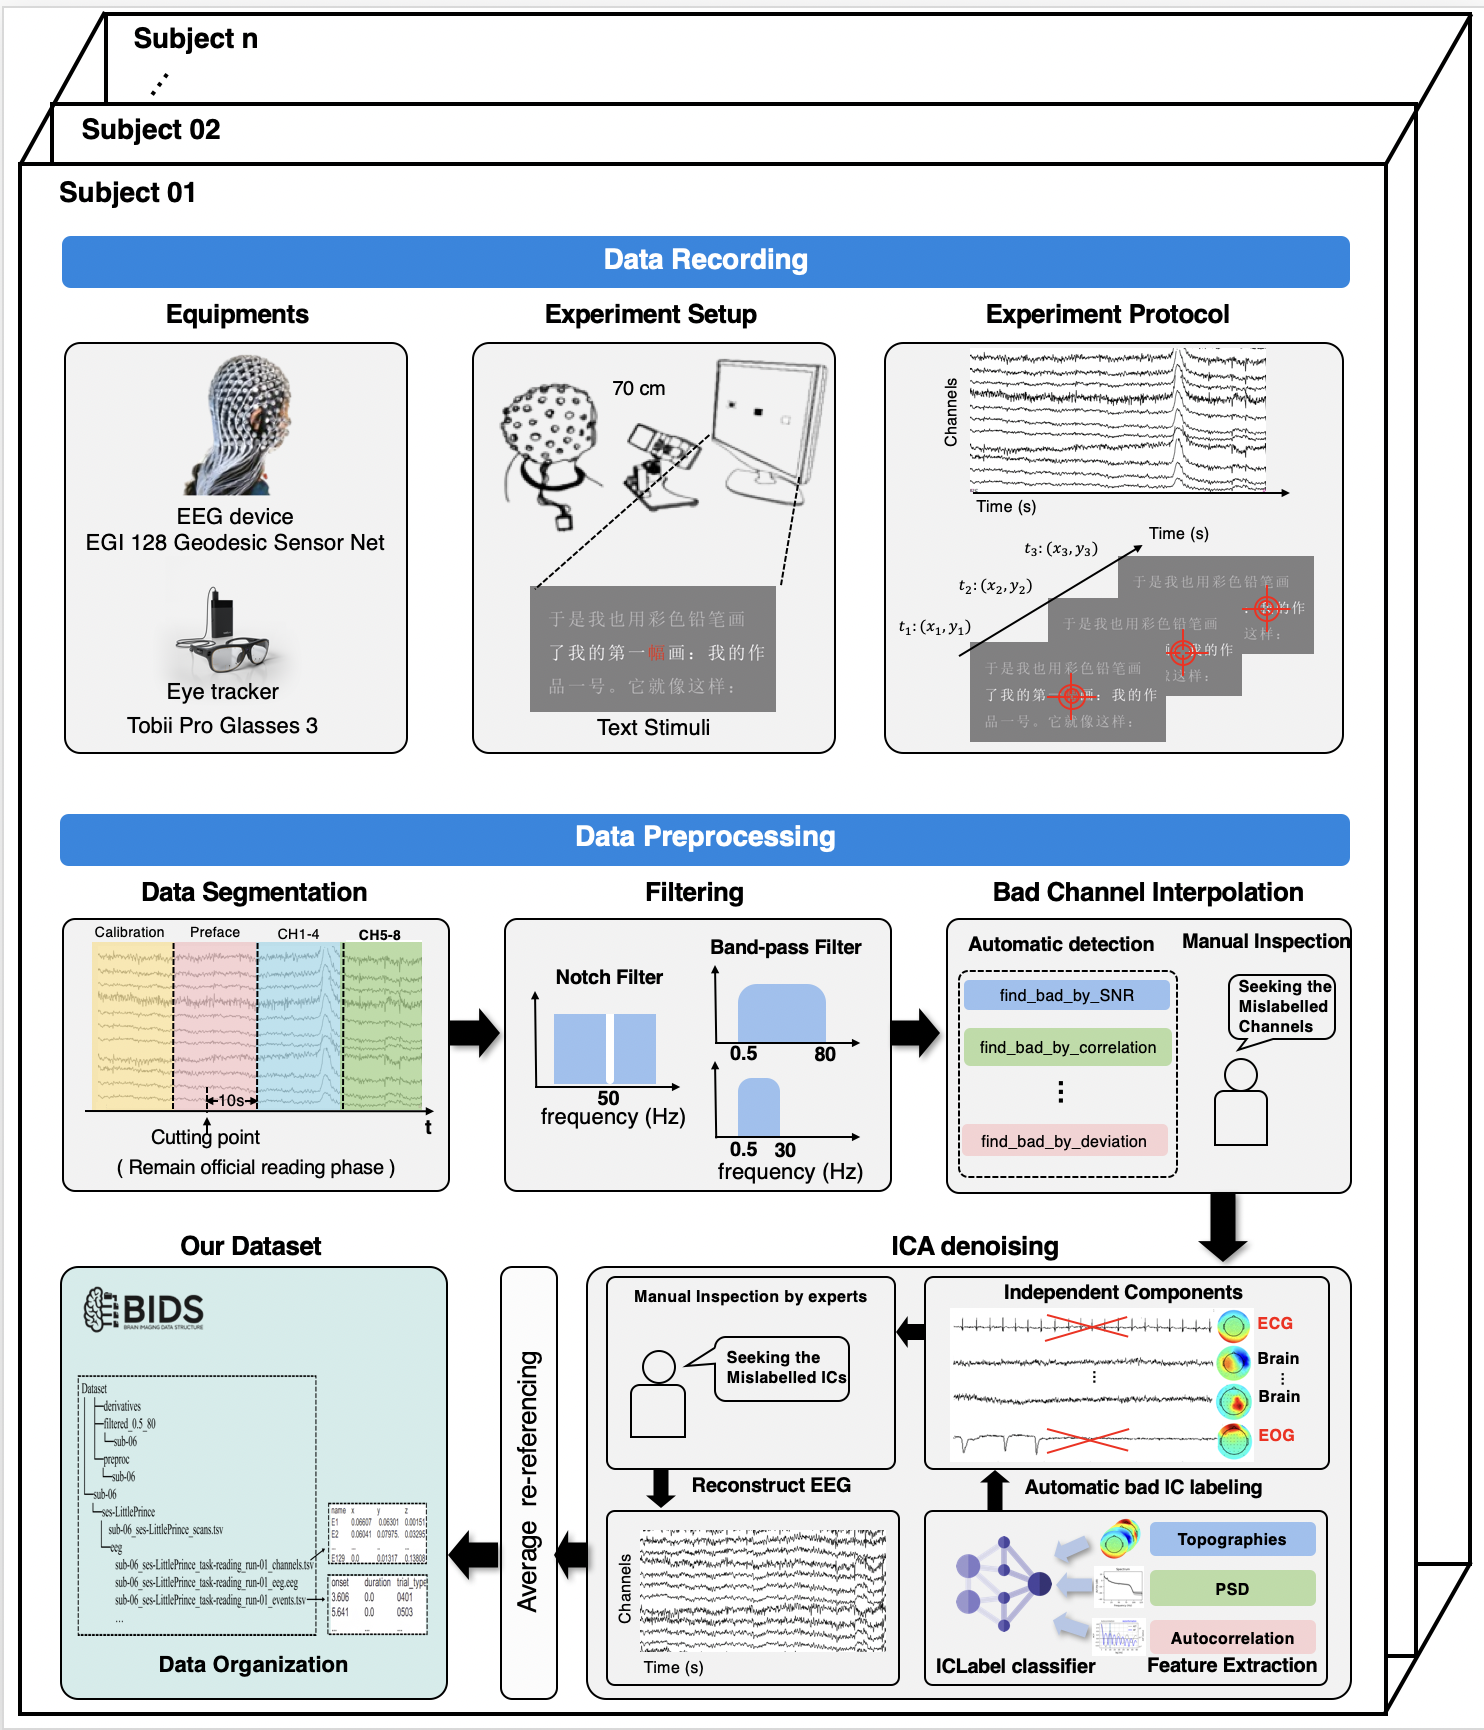 Subject n
Subject 02
Subject 01
Data Recording
Equipments
EEG device
EGI 128 Geodesic Sensor Net
Eye tracker
Tobii Pro Glasses 3
Experiment Setup
70 cm
于是我也用彩色铅笔画
了我的第一幅画：我的作
品一号。它就像这样：
Text Stimuli
Experiment Protocol
Channels
Time (s)
Time (s)
t₃: (x₃, y₃)
t₂: (x₂, y₂)
t₁: (x₁, y₁)
于是我也用彩色铅笔画
我的作
这样：
于是我也用彩色铅笔画
我的作
这样：
于是我也用彩色铅笔画
了我的第一 画：我的作
品一号。它就像这样：
Data Preprocessing
Data Segmentation
Calibration
Preface
CH1-4
CH5-8
10s
t
Cutting point
( Remain official reading phase )
Filtering
Notch Filter
50
frequency (Hz)
Band-pass Filter
0.5 80
0.5 30
frequency (Hz)
Bad Channel Interpolation
Automatic detection
find_bad_by_SNR
find_bad_by_correlation
⋮
find_bad_by_deviation
Manual Inspection
Seeking the
Mislabelled
Channels
ICA denoising
Independent Components
ECG
Brain
⋮
Brain
EOG
Automatic bad IC labeling
Topographies
PSD
Autocorrelation
ICLabel classifier
Feature Extraction
Manual Inspection by experts
Seeking the
Mislabelled ICs
Reconstruct EEG
Channels
Time (s)
Average re-referencing
Our Dataset
BIDS
BRAIN IMAGING DATA STRUCTURE
Dataset
derivatives
filtered_0.5_80
sub-06
preproc
sub-06
sub-06
ses-LittlePrince
sub-06_ses-LittlePrince_scans.tsv
eeg
sub-06_ses-LittlePrince_task-reading_run-01_channels.tsv
sub-06_ses-LittlePrince_task-reading_run-01_eeg.eeg
sub-06_ses-LittlePrince_task-reading_run-01_events.tsv
...
name x y z
E1 0.06607 0.06301 0.00151
E2 0.06041 0.07975. 0.03295
...
E129 0.0 0.01317 0.13808
onset duration trial_type
3.606 0.0 0401
5.641 0.0 0503
...
Data Organization